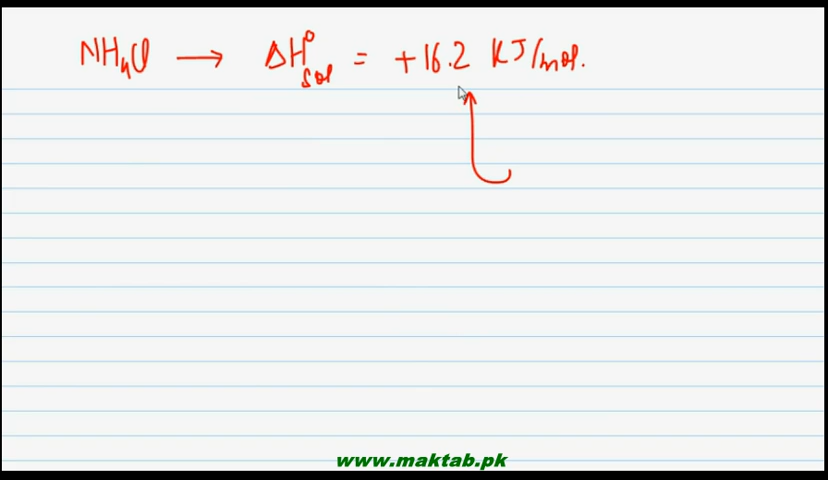 NH₄Cl → ΔH°sol = +16.2 KJ/mol.
www.maktab.pk